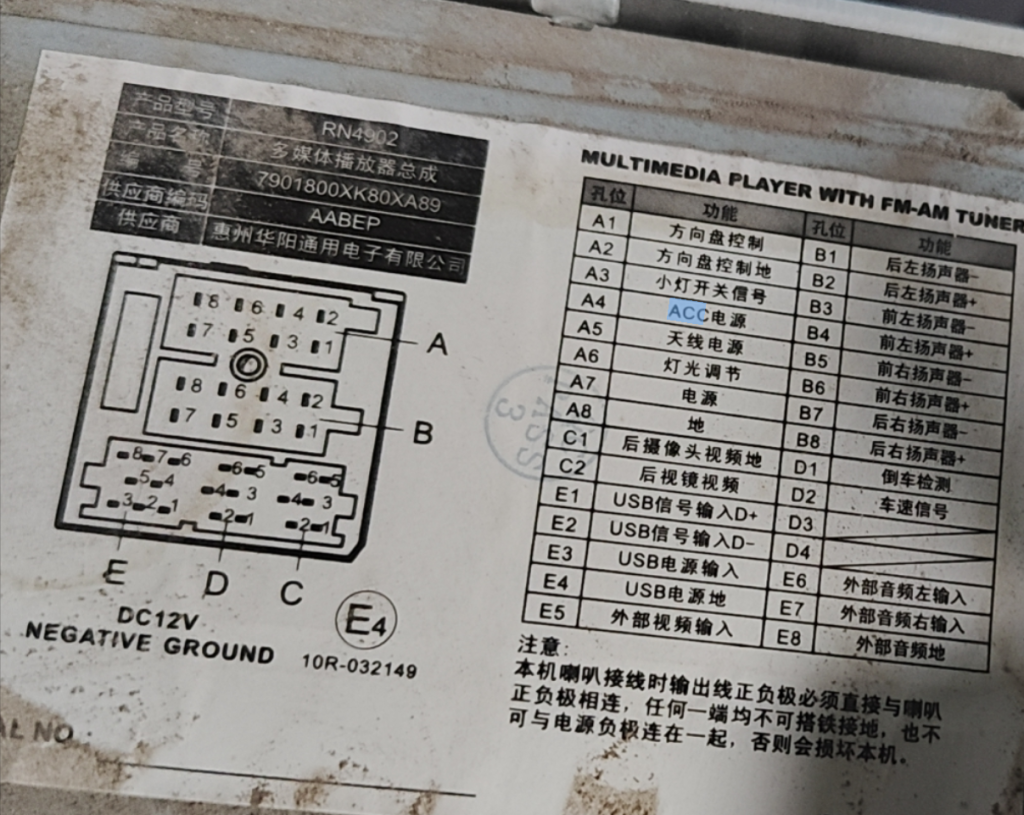 产品型号 RN4902
产品名称 多媒体播放器总成
编 号 7901800XK80XA89
供应商编码 AABEP
供应商 惠州华阳通用电子有限公司
8 6 4 2
7 5 3 1
A
8 6 4 2
7 5 3 1
B
8 7 6 6 5 6 5
5 4 4 3 4 3
3 2 1 2 1 2 1
E D C
DC12V
NEGATIVE GROUND
E4
10R-032149
AL NO
MULTIMEDIA PLAYER WITH FM-AM TUNER
孔位 功能 孔位 功能
A1 方向盘控制 B1 后左扬声器-
A2 方向盘控制地 B2 后左扬声器+
A3 小灯开关信号 B3 前左扬声器-
A4 ACC电源 B4 前左扬声器+
A5 天线电源 B5 前右扬声器-
A6 灯光调节 B6 前右扬声器+
A7 电源 B7 后右扬声器-
A8 地 B8 后右扬声器+
C1 后摄像头视频地 D1 倒车检测
C2 后视镜视频 D2 车速信号
E1 USB信号输入D+ D3
E2 USB信号输入D- D4
E3 USB电源输入 E6 外部音频左输入
E4 USB电源地 E7 外部音频右输入
E5 外部视频输入 E8 外部音频地
注意:
本机喇叭接线时输出线正负极必须直接与喇叭
正负极相连，任何一端均不可搭铁接地，也不
可与电源负极连在一起，否则会损坏本机。